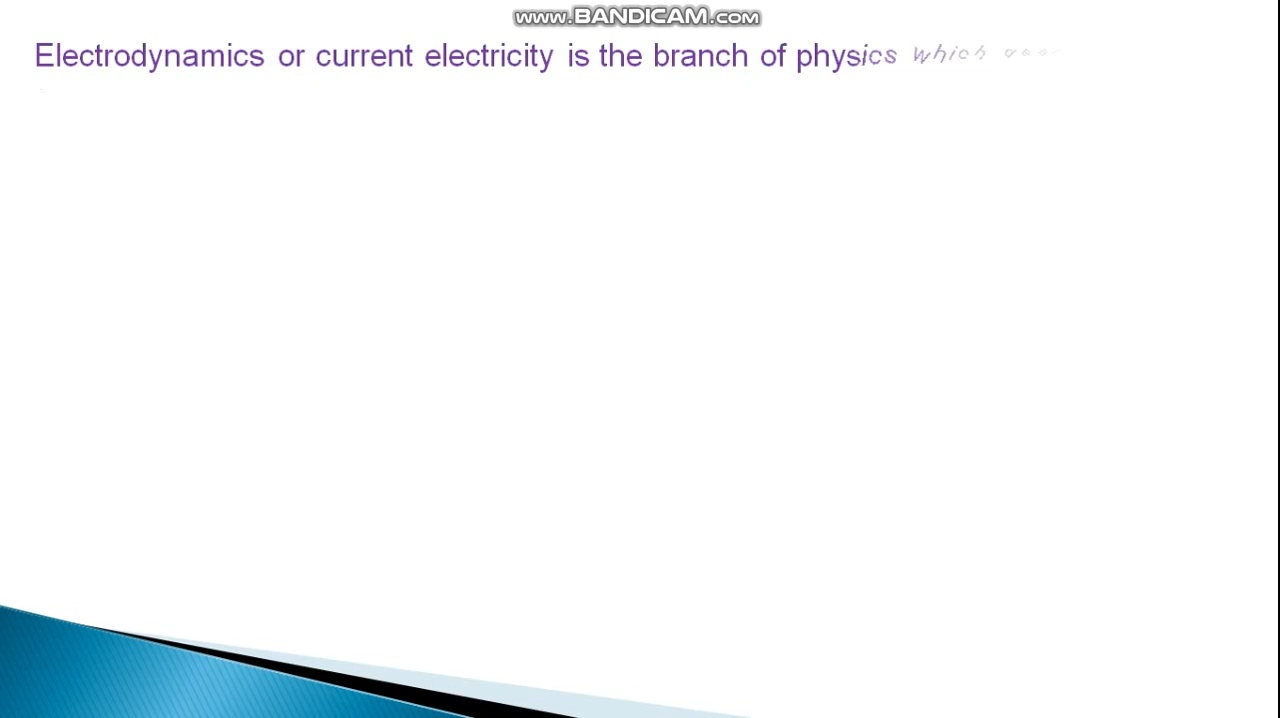 www.BANDICAM.com
Electrodynamics or current electricity is the branch of physics which